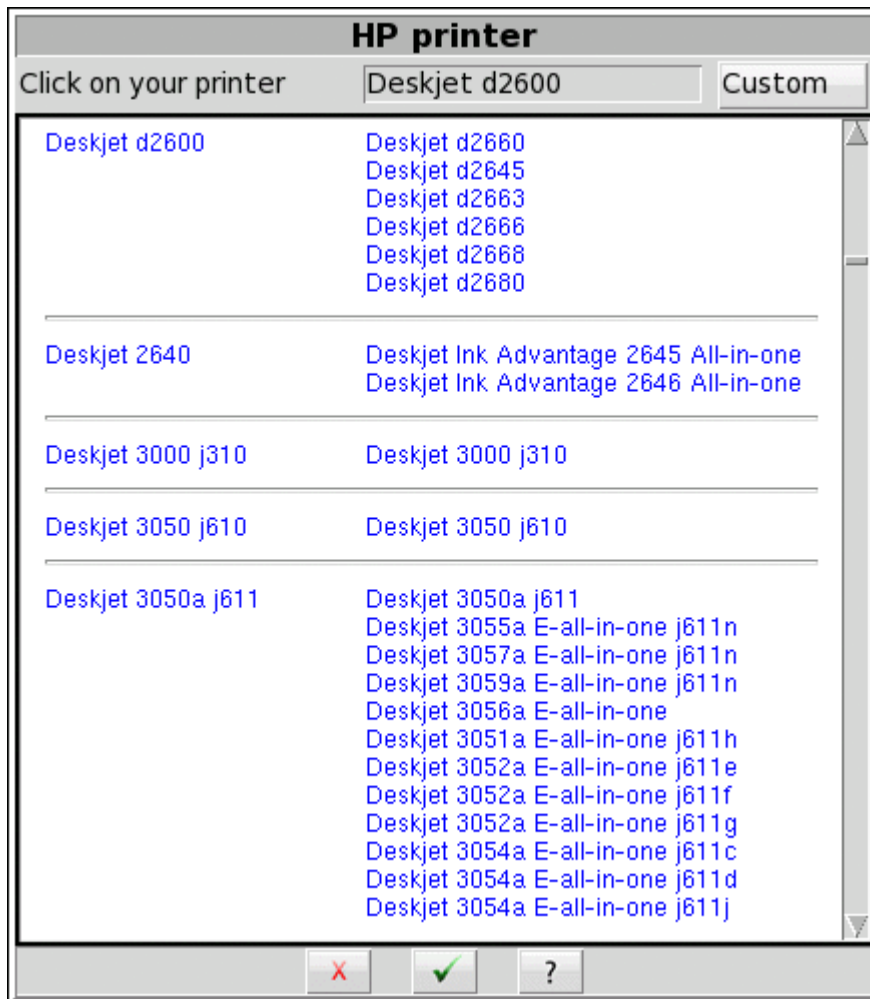 HP printer
Click on your printer Deskjet d2600 Custom
Deskjet d2600 Deskjet d2660
Deskjet d2645
Deskjet d2663
Deskjet d2666
Deskjet d2668
Deskjet d2680
Deskjet 2640 Deskjet Ink Advantage 2645 All-in-one
Deskjet Ink Advantage 2646 All-in-one
Deskjet 3000 j310 Deskjet 3000 j310
Deskjet 3050 j610 Deskjet 3050 j610
Deskjet 3050a j611 Deskjet 3050a j611
Deskjet 3055a E-all-in-one j611n
Deskjet 3057a E-all-in-one j611n
Deskjet 3059a E-all-in-one j611n
Deskjet 3056a E-all-in-one
Deskjet 3051a E-all-in-one j611h
Deskjet 3052a E-all-in-one j611e
Deskjet 3052a E-all-in-one j611f
Deskjet 3052a E-all-in-one j611g
Deskjet 3054a E-all-in-one j611c
Deskjet 3054a E-all-in-one j611d
Deskjet 3054a E-all-in-one j611j
X ✓ ?